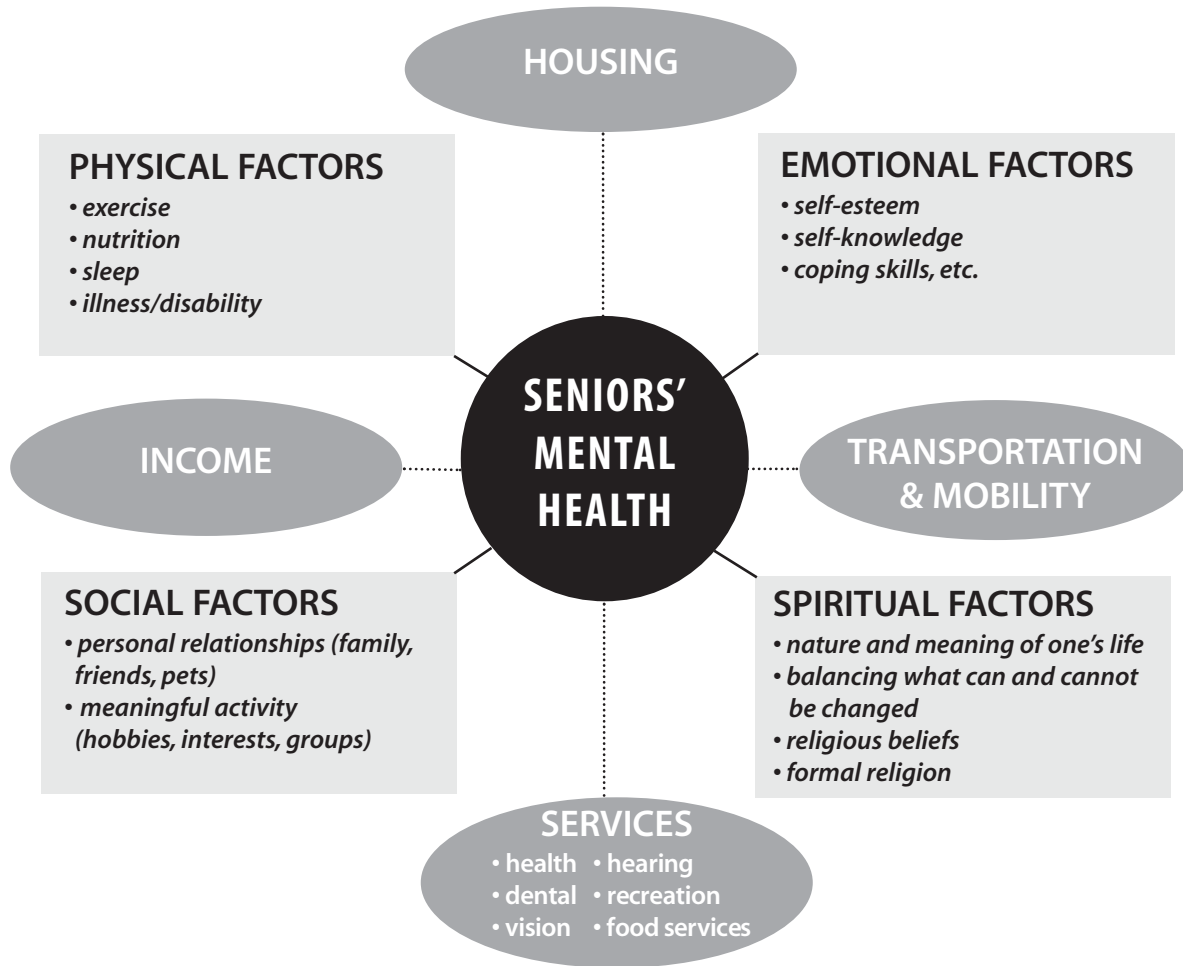 HOUSING
PHYSICAL FACTORS
• exercise
• nutrition
• sleep
• illness/disability
EMOTIONAL FACTORS
• self-esteem
• self-knowledge
• coping skills, etc.
SENIORS’
MENTAL
HEALTH
INCOME
TRANSPORTATION
& MOBILITY
SOCIAL FACTORS
• personal relationships (family,
friends, pets)
• meaningful activity
(hobbies, interests, groups)
SPIRITUAL FACTORS
• nature and meaning of one’s life
• balancing what can and cannot
be changed
• religious beliefs
• formal religion
SERVICES
• health • hearing
• dental • recreation
• vision • food services